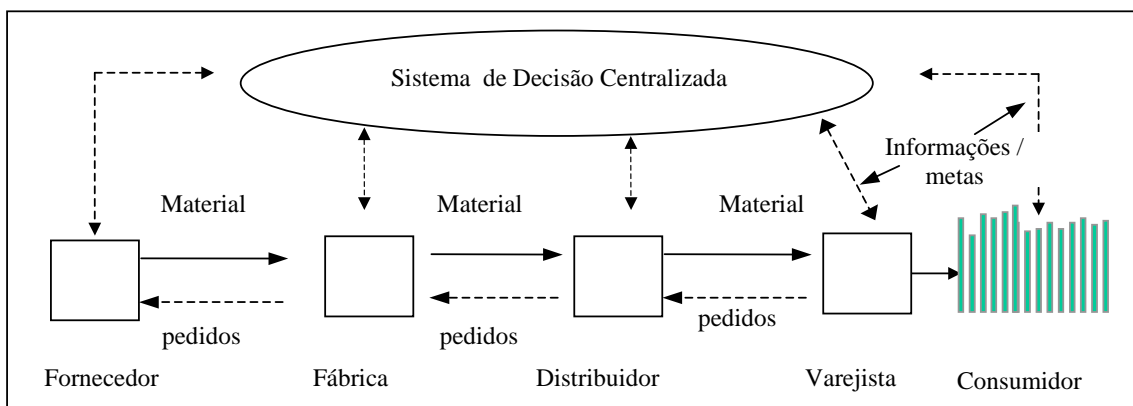 Sistema de Decisão Centralizada
Informações /
metas
Material
Material
Material
pedidos
pedidos
pedidos
Fornecedor
Fábrica
Distribuidor
Varejista
Consumidor